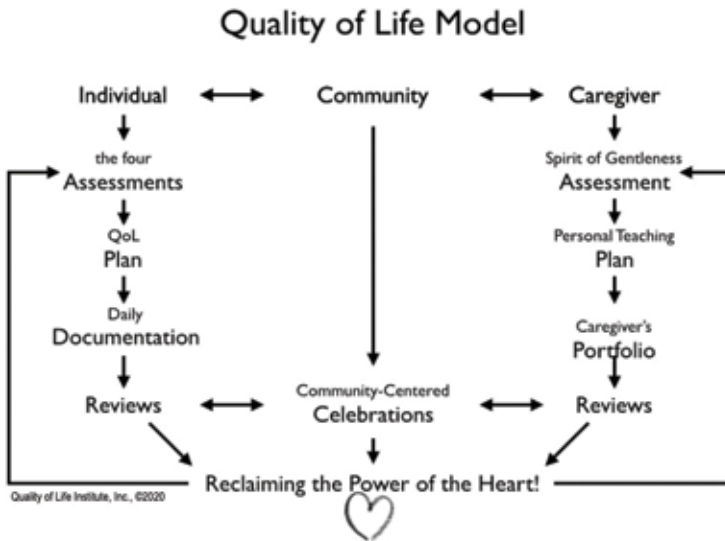 Quality of Life Model
Individual
Community
Caregiver
the four
Assessments
Spirit of Gentleness
Assessment
QoL
Plan
Personal Teaching
Plan
Daily
Documentation
Caregiver's
Portfolio
Reviews
Community-Centered
Celebrations
Reviews
Reclaiming the Power of the Heart!
Quality of Life Institute, Inc., ©2020